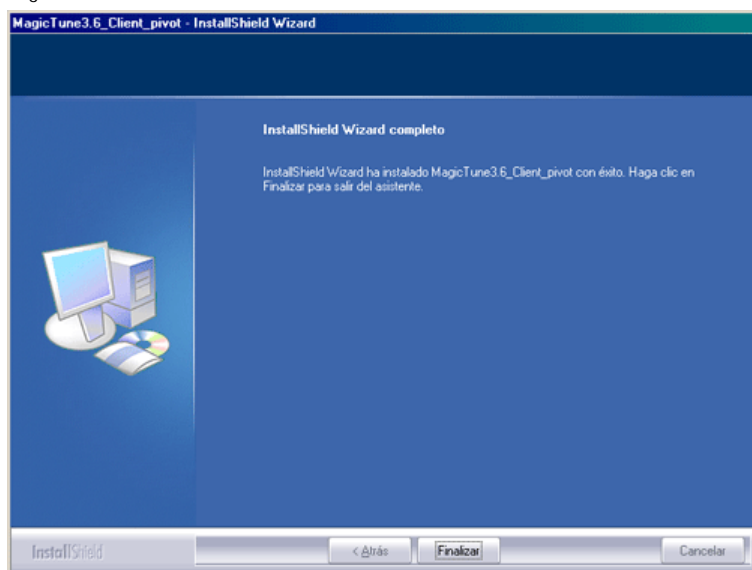 MagicTune3.6_Client_pivot - InstallShield Wizard
InstallShield Wizard completo
InstallShield Wizard ha instalado MagicTune3.6_Client_pivot con éxito. Haga clic en
Finalizar para salir del asistente.
InstallShield
< Atrás
Finalizar
Cancelar